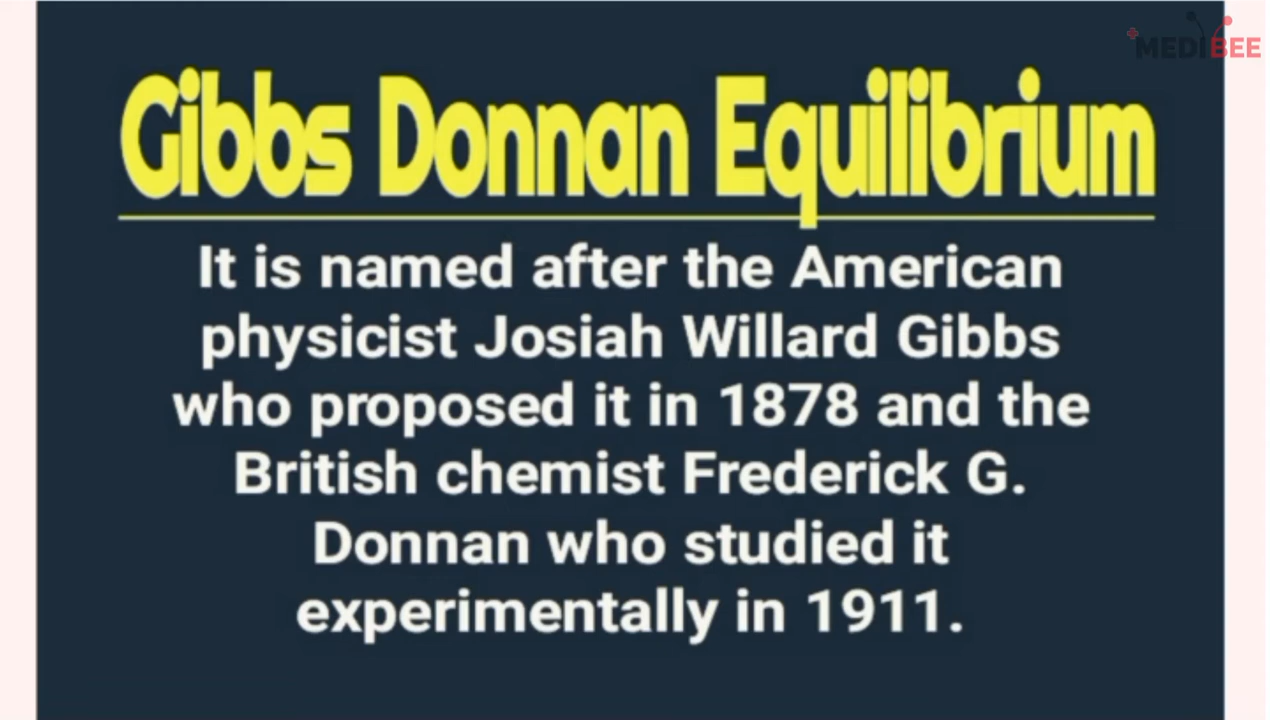 MEDIBEE
Gibbs Donnan Equilibrium
It is named after the American
physicist Josiah Willard Gibbs
who proposed it in 1878 and the
British chemist Frederick G.
Donnan who studied it
experimentally in 1911.